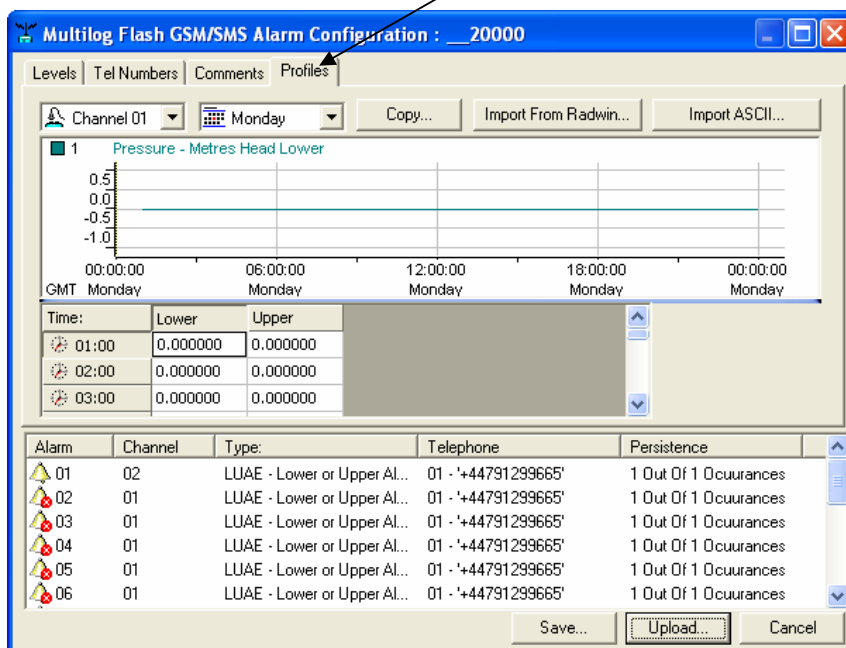 Multilog Flash GSM/SMS Alarm Configuration : __20000
Levels Tel Numbers Comments Profiles
Channel 01 Monday Copy... Import From Radwin... Import ASCII...
1 Pressure - Metres Head Lower
0.5
0.0
-0.5
-1.0
00:00:00 06:00:00 12:00:00 18:00:00 00:00:00
GMT Monday Monday Monday Monday Monday
Time: Lower Upper
01:00 0.000000 0.000000
02:00 0.000000 0.000000
03:00 0.000000 0.000000
Alarm Channel Type: Telephone Persistence
01 02 LUAE - Lower or Upper Al... 01 - '+44791299665' 1 Out Of 1 Ocuurances
02 01 LUAE - Lower or Upper Al... 01 - '+44791299665' 1 Out Of 1 Ocuurances
03 01 LUAE - Lower or Upper Al... 01 - '+44791299665' 1 Out Of 1 Ocuurances
04 01 LUAE - Lower or Upper Al... 01 - '+44791299665' 1 Out Of 1 Ocuurances
05 01 LUAE - Lower or Upper Al... 01 - '+44791299665' 1 Out Of 1 Ocuurances
06 01 LUAE - Lower or Upper Al... 01 - '+44791299665' 1 Out Of 1 Ocuurances
Save... Upload... Cancel